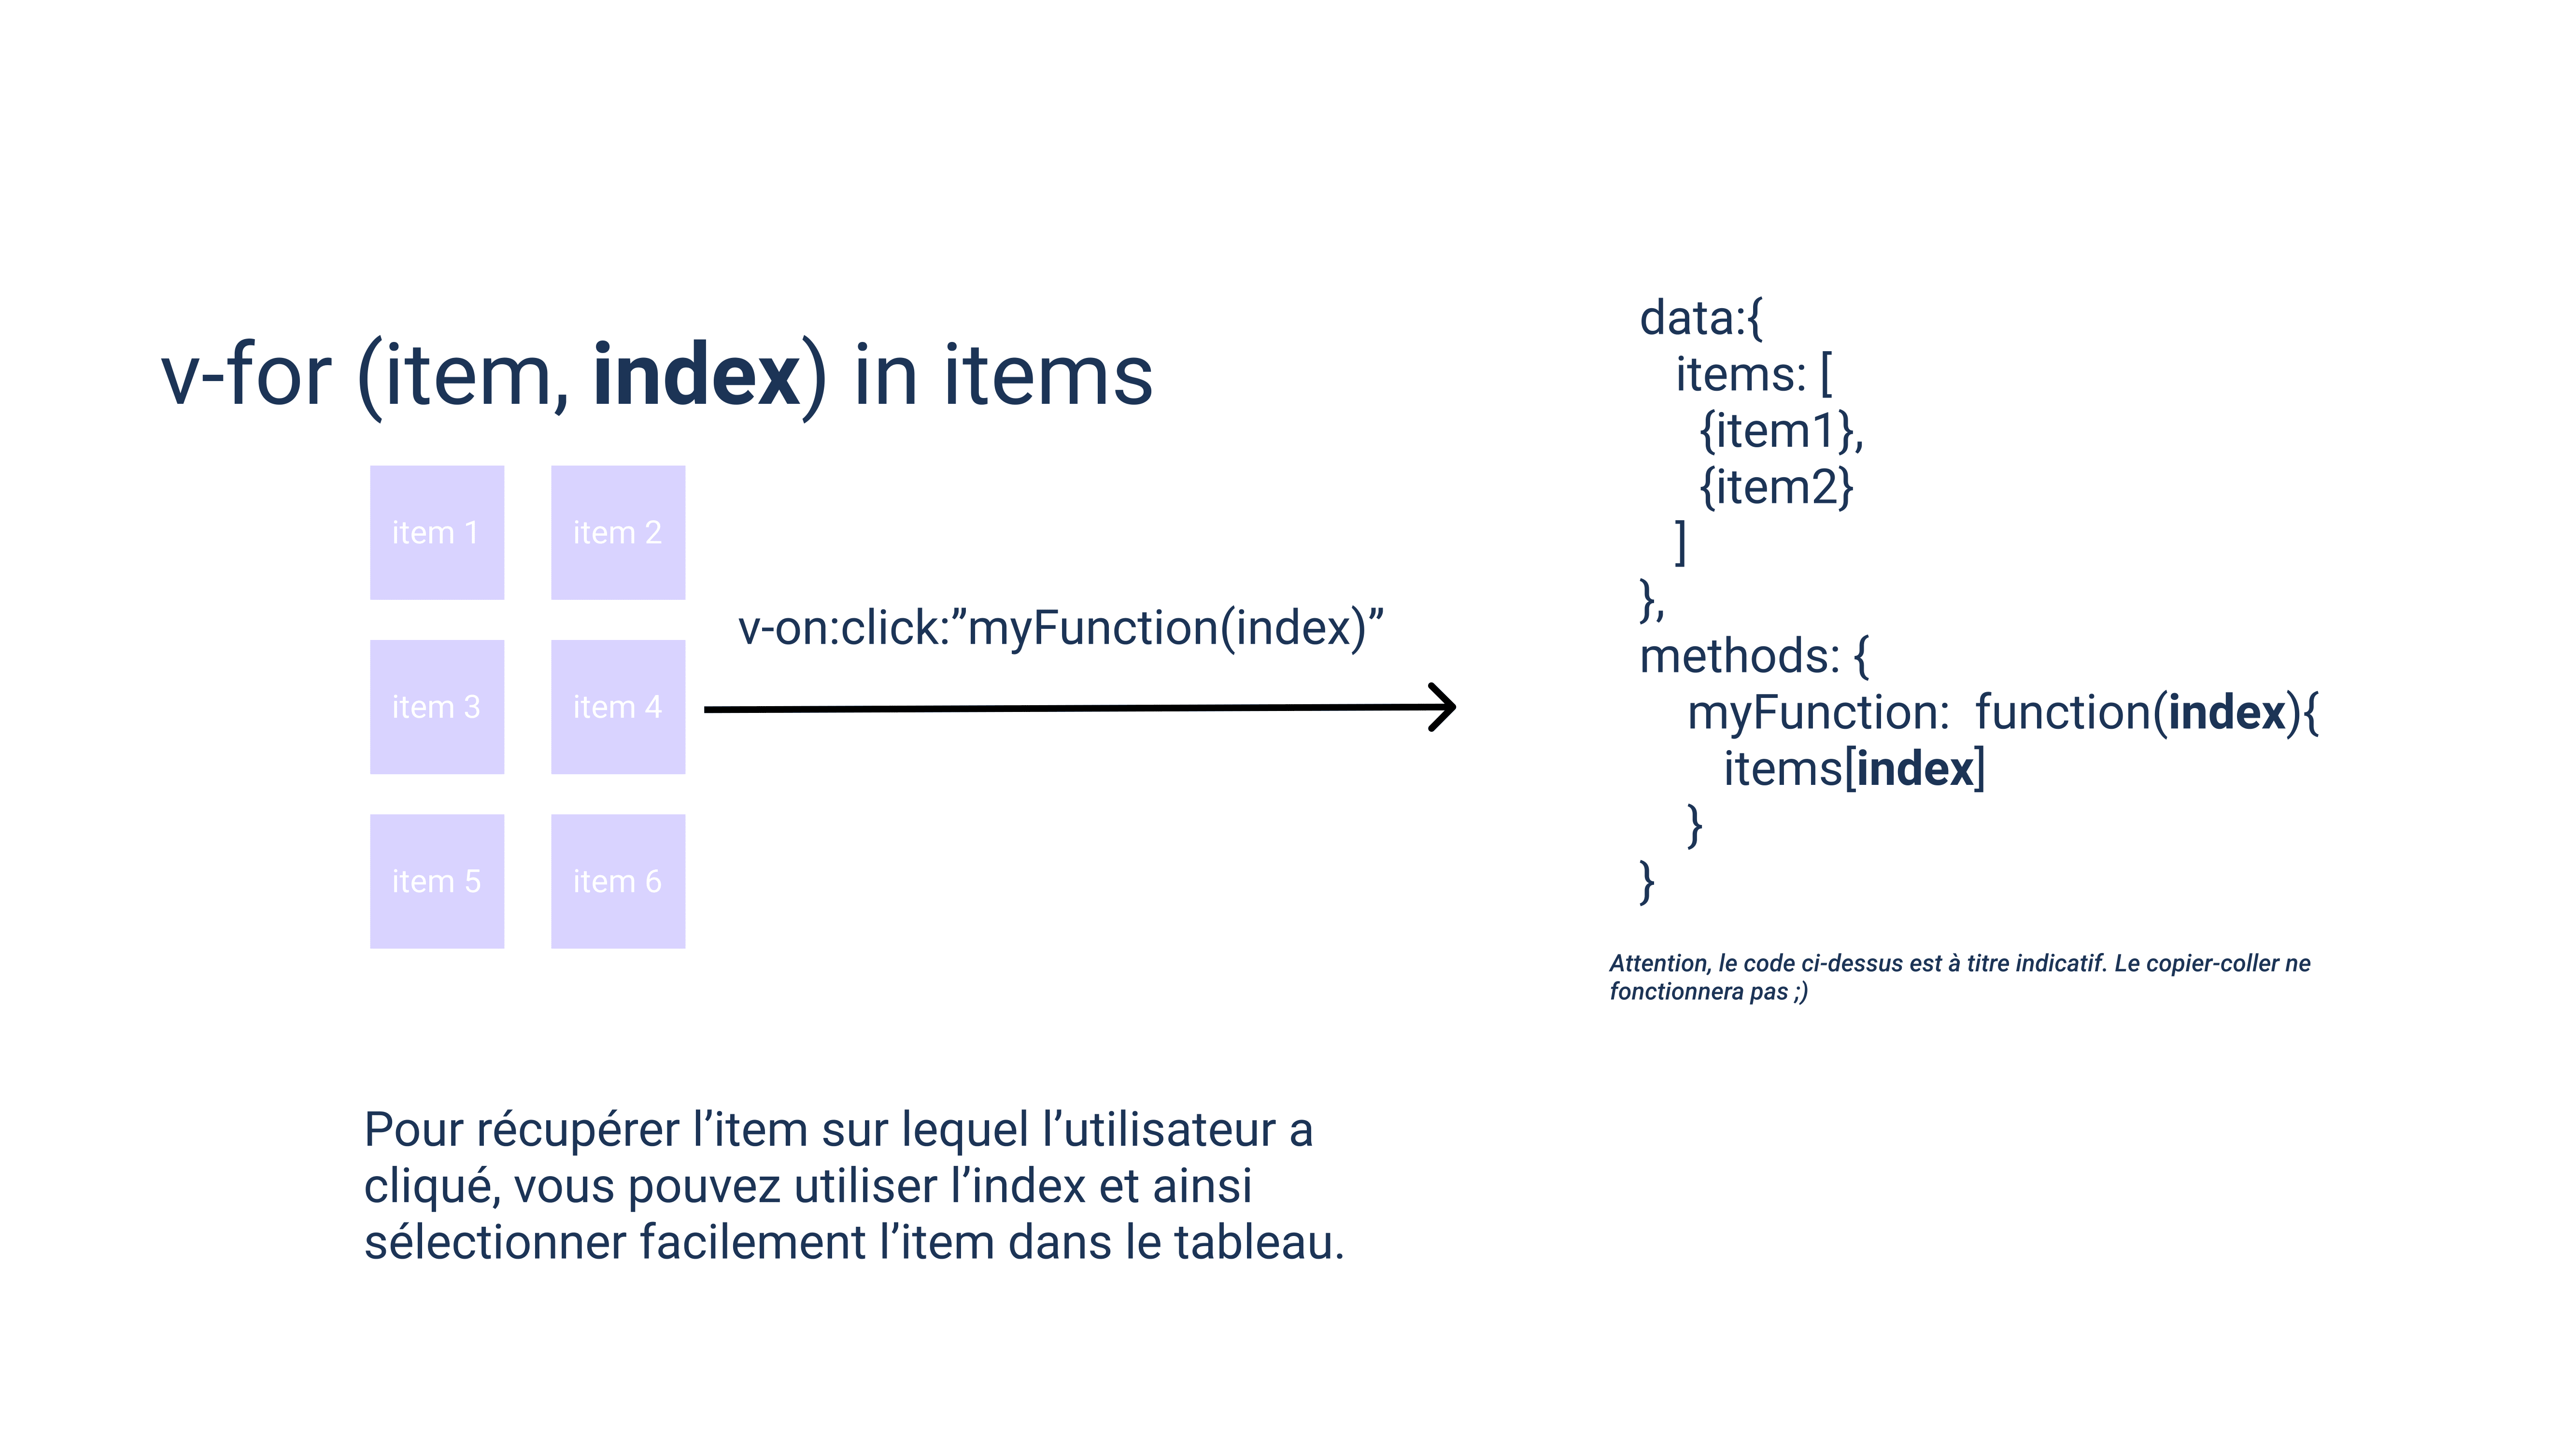 v-for (item, index) in items
item 1
item 2
item 3
item 4
item 5
item 6
v-on:click:”myFunction(index)”
data:{
items: [
{item1},
{item2}
]
},
methods: {
myFunction:  function(index){
items[index]
}
}
Attention, le code ci-dessus est à titre indicatif. Le copier-coller ne
fonctionnera pas ;)
Pour récupérer l’item sur lequel l’utilisateur a
cliqué, vous pouvez utiliser l’index et ainsi
sélectionner facilement l’item dans le tableau.